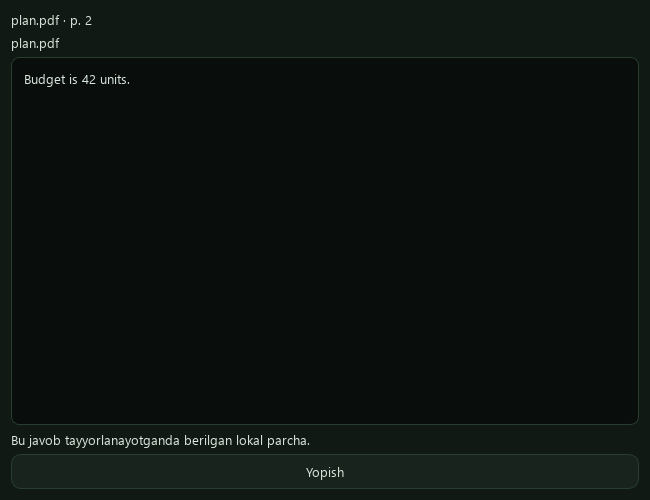 plan.pdf · p. 2
plan.pdf
Budget is 42 units.
Bu javob tayyorlanayotganda berilgan lokal parcha.
Yopish